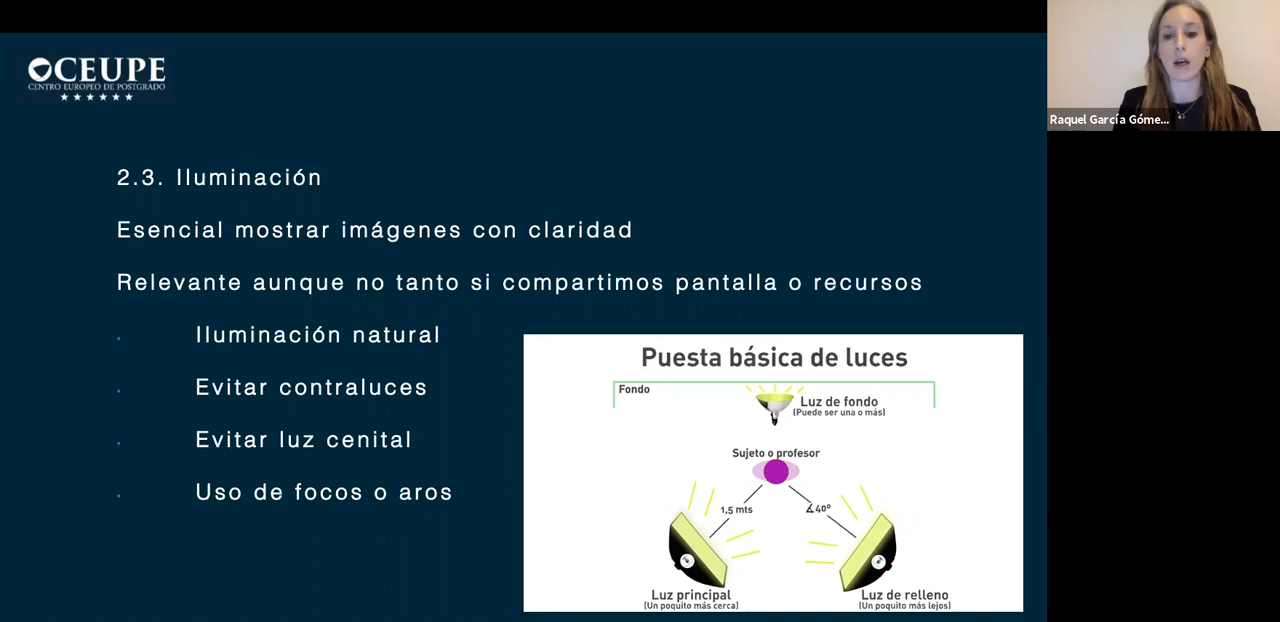 CEUPE
CENTRO EUROPEO DE POSTGRADO
Raquel García Góme...
2.3. Iluminación
Esencial mostrar imágenes con claridad
Relevante aunque no tanto si compartimos pantalla o recursos
Iluminación natural
Evitar contraluces
Evitar luz cenital
Uso de focos o aros
Puesta básica de luces
Fondo
Luz de fondo
(Puede ser una o más)
Sujeto o profesor
1,5 mts
∡40º
Luz principal
(Un poquito más cerca)
Luz de relleno
(Un poquito más lejos)